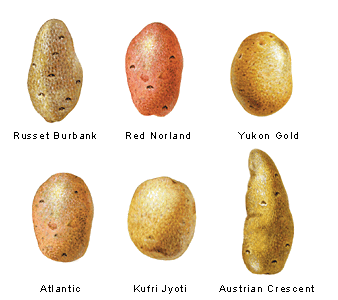 Russet Burbank
Red Norland
Yukon Gold
Atlantic
Kufri Jyoti
Austrian Crescent